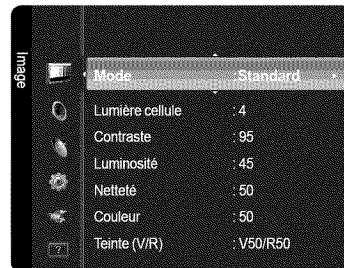 Image
Mode :Standard
Lumière cellule : 4
Contraste : 95
Luminosité : 45
Netteté : 50
Couleur : 50
Teinte (V/R) : V50/R50
?